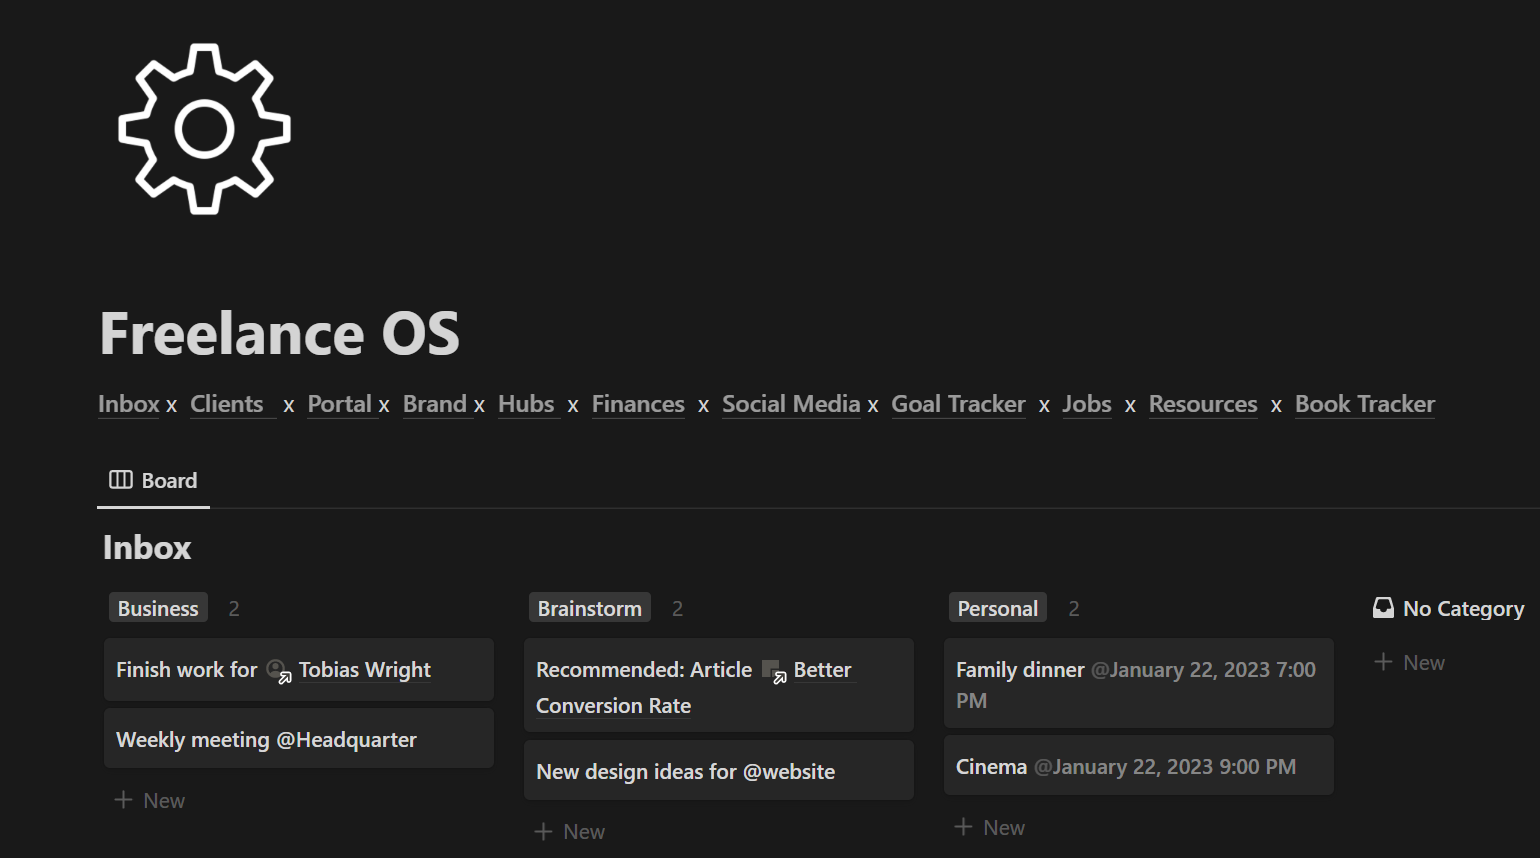 Freelance OS
Inbox x Clients x Portal x Brand x Hubs x Finances x Social Media x Goal Tracker x Jobs x Resources x Book Tracker
Board
Inbox
Business 2
Finish work for Tobias Wright
Weekly meeting @Headquarter
+ New
Brainstorm 2
Recommended: Article Better
Conversion Rate
New design ideas for @website
+ New
Personal 2
Family dinner @January 22, 2023 7:00
PM
Cinema @January 22, 2023 9:00 PM
+ New
No Category
+ New